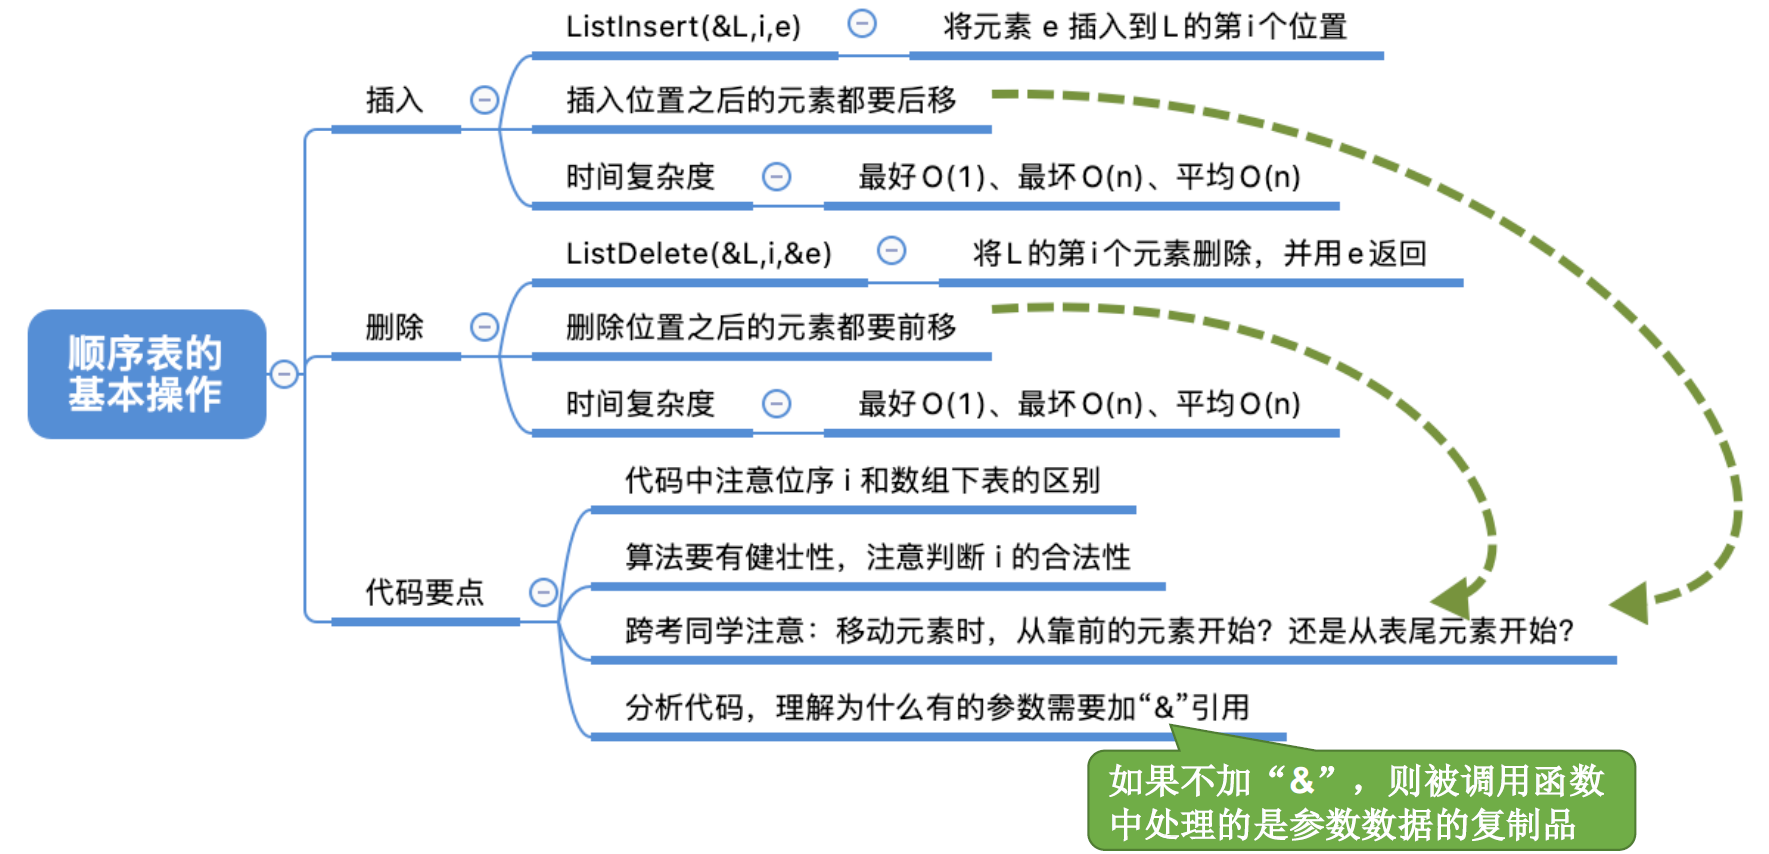 顺序表的
基本操作
插入
ListInsert(&L,i,e)
将元素 e 插入到L的第i个位置
插入位置之后的元素都要后移
时间复杂度
最好O(1)、最坏O(n)、平均O(n)
删除
ListDelete(&L,i,&e)
将L的第i个元素删除，并用e返回
删除位置之后的元素都要前移
时间复杂度
最好O(1)、最坏O(n)、平均O(n)
代码要点
代码中注意位序 i 和数组下表的区别
算法要有健壮性，注意判断 i 的合法性
跨考同学注意：移动元素时，从靠前的元素开始？还是从表尾元素开始？
分析代码，理解为什么有的参数需要加“&”引用
如果不加“&”，则被调用函数
中处理的是参数数据的复制品